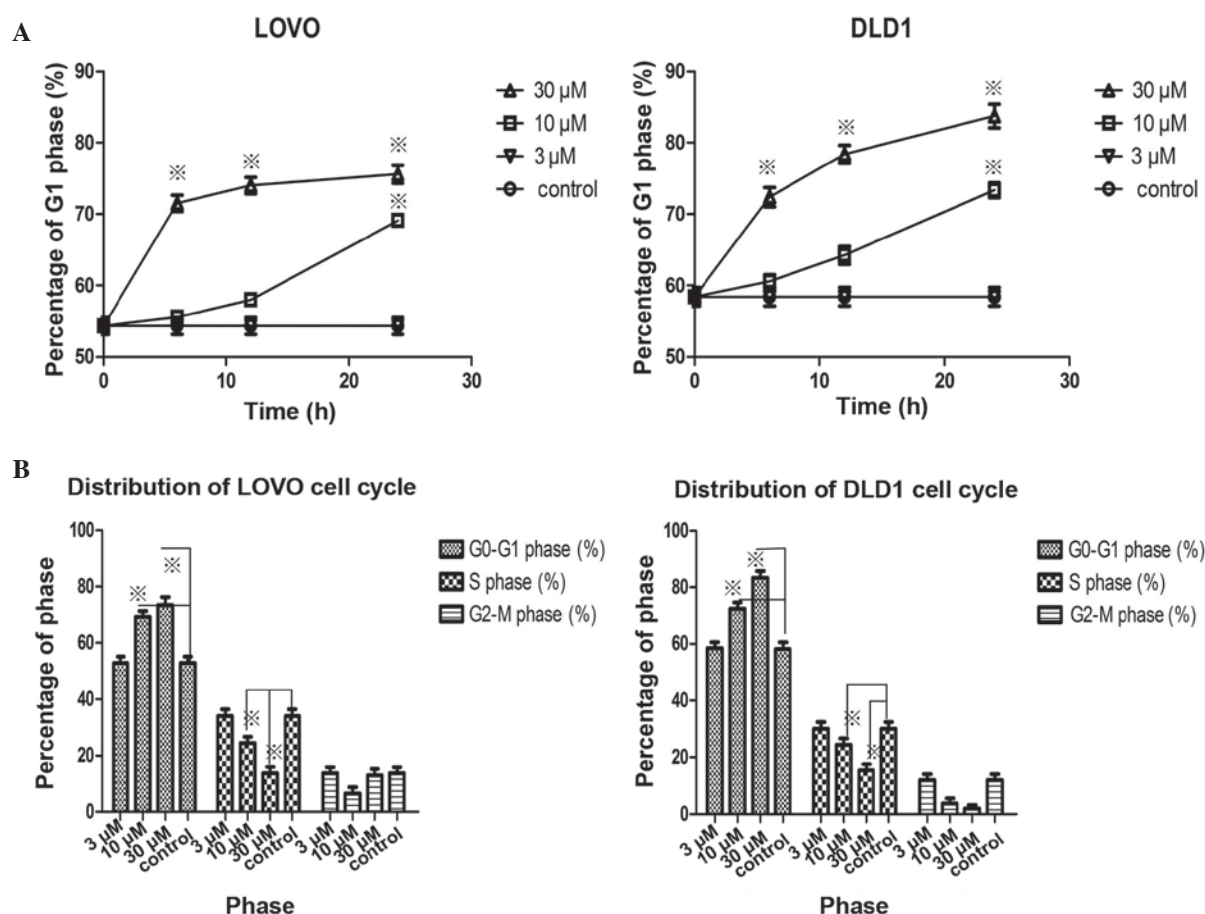 A
LOVO
Percentage of G1 phase (%)
90
80
70
60
50
0
10
20
30
Time (h)
30 µM
10 µM
3 µM
control
※
※
※
※
DLD1
Percentage of G1 phase (%)
90
80
70
60
50
0
10
20
30
Time (h)
30 µM
10 µM
3 µM
control
※
※
※
※
B
Distribution of LOVO cell cycle
Percentage of phase
100
80
60
40
20
0
※
※
※
※
3 µM
10 µM
30 µM
control
3 µM
10 µM
30 µM
control
3 µM
10 µM
30 µM
control
Phase
G0-G1 phase (%)
S phase (%)
G2-M phase (%)
Distribution of DLD1 cell cycle
Percentage of phase
100
80
60
40
20
0
※
※
※
※
3 µM
10 µM
30 µM
control
3 µM
10 µM
30 µM
control
3 µM
10 µM
30 µM
control
Phase
G0-G1 phase (%)
S phase (%)
G2-M phase (%)